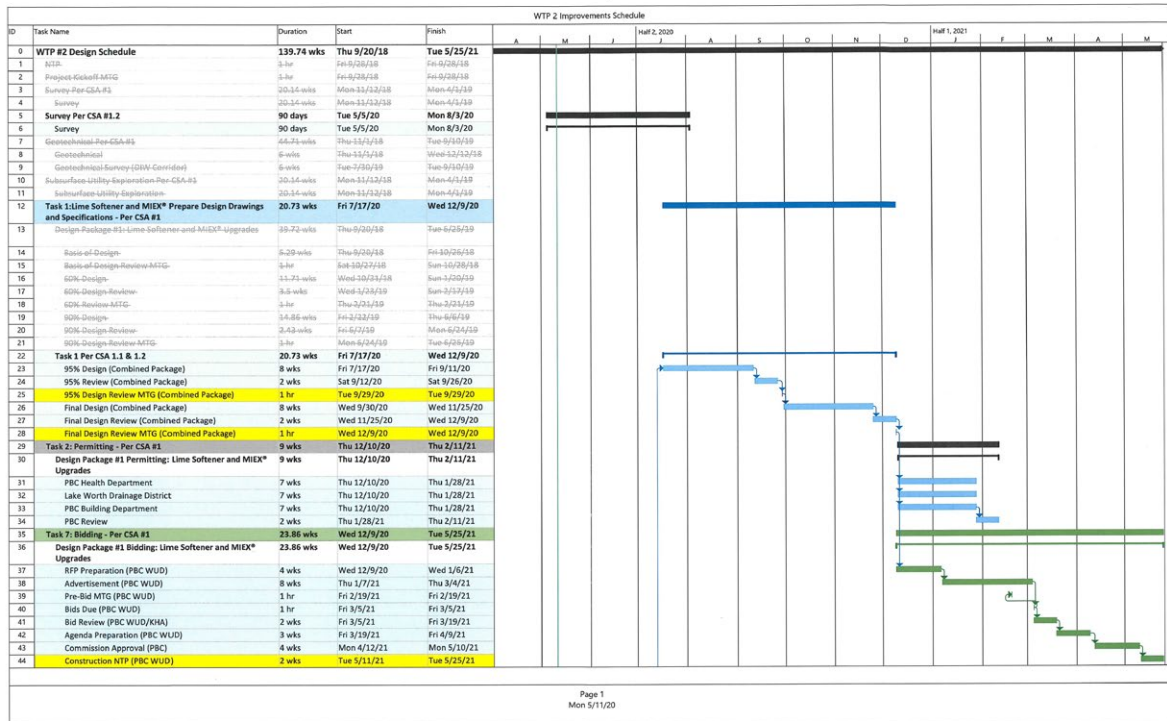 WTP 2 Improvements Schedule
ID Task Name Duration Start Finish Half 2, 2020 Half 1, 2021
A M J J A S O N D J F M A M
0 WTP #2 Design Schedule 139.74 wks Thu 9/20/18 Tue 5/25/21
1 NTP 1 hr Fri 9/28/18 Fri 9/28/18
2 Project Kickoff MTG 1 hr Fri 9/28/18 Fri 9/28/18
3 Survey Per CSA #1 20.14 wks Mon 11/12/18 Mon 4/1/19
4 Survey 20.14 wks Mon 11/12/18 Mon 4/1/19
5 Survey Per CSA #1.2 90 days Tue 5/5/20 Mon 8/3/20
6 Survey 90 days Tue 5/5/20 Mon 8/3/20
7 Geotechnical Per CSA #1 44.71 wks Thu 11/1/18 Tue 9/10/19
8 Geotechnical 6 wks Thu 11/1/18 Wed 12/12/18
9 Geotechnical Survey (DIW Corridor) 6 wks Tue 7/30/19 Tue 9/10/19
10 Subsurface Utility Exploration Per CSA #1 20.14 wks Mon 11/12/18 Mon 4/1/19
11 Subsurface Utility Exploration 20.14 wks Mon 11/12/18 Mon 4/1/19
12 Task 1:Lime Softener and MIEX® Prepare Design Drawings 20.73 wks Fri 7/17/20 Wed 12/9/20
and Specifications - Per CSA #1
13 Design Package #1: Lime Softener and MIEX® Upgrades 39.72 wks Thu 9/20/18 Tue 6/25/19
14 Basis of Design 5.29 wks Thu 9/20/18 Fri 10/26/18
15 Basis of Design Review MTG 1 hr Sat 10/27/18 Sun 10/28/18
16 60% Design 11.71 wks Wed 10/31/18 Sun 1/20/19
17 60% Design Review 3.5 wks Wed 1/23/19 Sun 2/17/19
18 60% Review MTG 1 hr Thu 2/21/19 Thu 2/21/19
19 90% Design 14.86 wks Fri 2/22/19 Thu 6/6/19
20 90% Design Review 2.43 wks Fri 6/7/19 Mon 6/24/19
21 90% Design Review MTG 1 hr Mon 6/24/19 Tue 6/25/19
22 Task 1 Per CSA 1.1 & 1.2 20.73 wks Fri 7/17/20 Wed 12/9/20
23 95% Design (Combined Package) 8 wks Fri 7/17/20 Fri 9/11/20
24 95% Review (Combined Package) 2 wks Sat 9/12/20 Sat 9/26/20
25 95% Design Review MTG (Combined Package) 1 hr Tue 9/29/20 Tue 9/29/20
26 Final Design (Combined Package) 8 wks Wed 9/30/20 Wed 11/25/20
27 Final Design Review (Combined Package) 2 wks Wed 11/25/20 Wed 12/9/20
28 Final Design Review MTG (Combined Package) 1 hr Wed 12/9/20 Wed 12/9/20
29 Task 2: Permitting - Per CSA #1 9 wks Thu 12/10/20 Thu 2/11/21
30 Design Package #1 Permitting: Lime Softener and MIEX® 9 wks Thu 12/10/20 Thu 2/11/21
Upgrades
31 PBC Health Department 7 wks Thu 12/10/20 Thu 1/28/21
32 Lake Worth Drainage District 7 wks Thu 12/10/20 Thu 1/28/21
33 PBC Building Department 7 wks Thu 12/10/20 Thu 1/28/21
34 PBC Review 2 wks Thu 1/28/21 Thu 2/11/21
35 Task 7: Bidding - Per CSA #1 23.86 wks Wed 12/9/20 Tue 5/25/21
36 Design Package #1 Bidding: Lime Softener and MIEX® 23.86 wks Wed 12/9/20 Tue 5/25/21
Upgrades
37 RFP Preparation (PBC WUD) 4 wks Wed 12/9/20 Wed 1/6/21
38 Advertisement (PBC WUD) 8 wks Thu 1/7/21 Thu 3/4/21
39 Pre-Bid MTG (PBC WUD) 1 hr Fri 2/19/21 Fri 2/19/21
40 Bids Due (PBC WUD) 1 hr Fri 3/5/21 Fri 3/5/21
41 Bid Review (PBC WUD/KHA) 2 wks Fri 3/5/21 Fri 3/19/21
42 Agenda Preparation (PBC WUD) 3 wks Fri 3/19/21 Fri 4/9/21
43 Commission Approval (PBC) 4 wks Mon 4/12/21 Mon 5/10/21
44 Construction NTP (PBC WUD) 2 wks Tue 5/11/21 Tue 5/25/21
Page 1
Mon 5/11/20